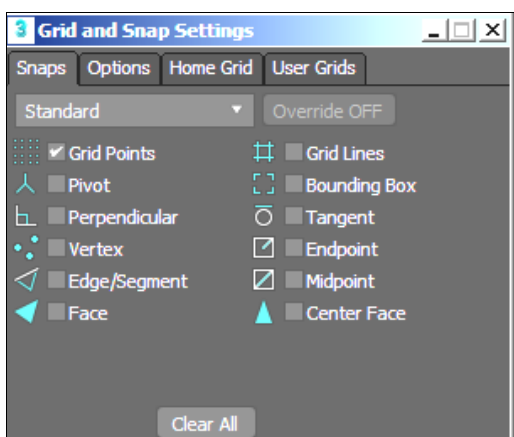 3 Grid and Snap Settings
Snaps Options Home Grid User Grids
Standard Override OFF
Grid Points Grid Lines
Pivot Bounding Box
Perpendicular Tangent
Vertex Endpoint
Edge/Segment Midpoint
Face Center Face
Clear All